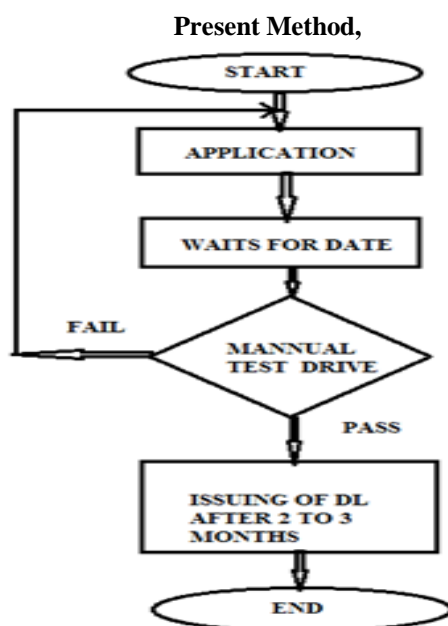 Present Method,
START
APPLICATION
WAITS FOR DATE
FAIL
MANNUAL
TEST DRIVE
PASS
ISSUING OF DL
AFTER 2 TO 3
MONTHS
END